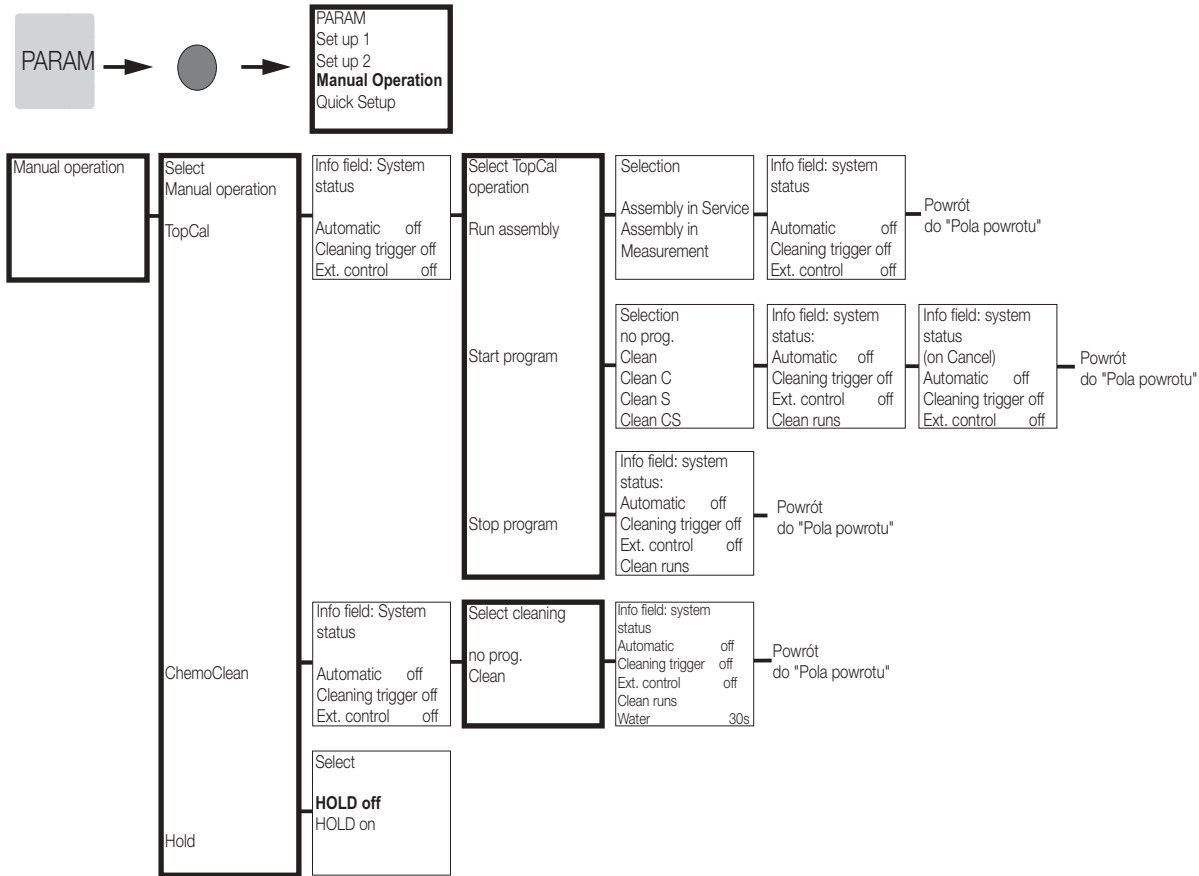 PARAM
PARAM
Set up 1
Set up 2
Manual Operation
Quick Setup
Manual operation
Select
Manual operation
TopCal
Info field: System
status
Automatic off
Cleaning trigger off
Ext. control off
Select TopCal
operation
Run assembly
Selection
Assembly in Service
Assembly in
Measurement
Info field: system
status
Automatic off
Cleaning trigger off
Ext. control off
Powrót
do "Pola powrotu"
Start program
Selection
no prog.
Clean
Clean C
Clean S
Clean CS
Info field: system
status:
Automatic off
Cleaning trigger off
Ext. control off
Clean runs
Info field: system
status
(on Cancel)
Automatic off
Cleaning trigger off
Ext. control off
Powrót
do "Pola powrotu"
Stop program
Info field: system
status:
Automatic off
Cleaning trigger off
Ext. control off
Clean runs
Powrót
do "Pola powrotu"
ChemoClean
Info field: System
status
Automatic off
Cleaning trigger off
Ext. control off
Select cleaning
no prog.
Clean
Info field: system
status
Automatic off
Cleaning trigger off
Ext. control off
Clean runs
Water 30s
Powrót
do "Pola powrotu"
Hold
Select
HOLD off
HOLD on